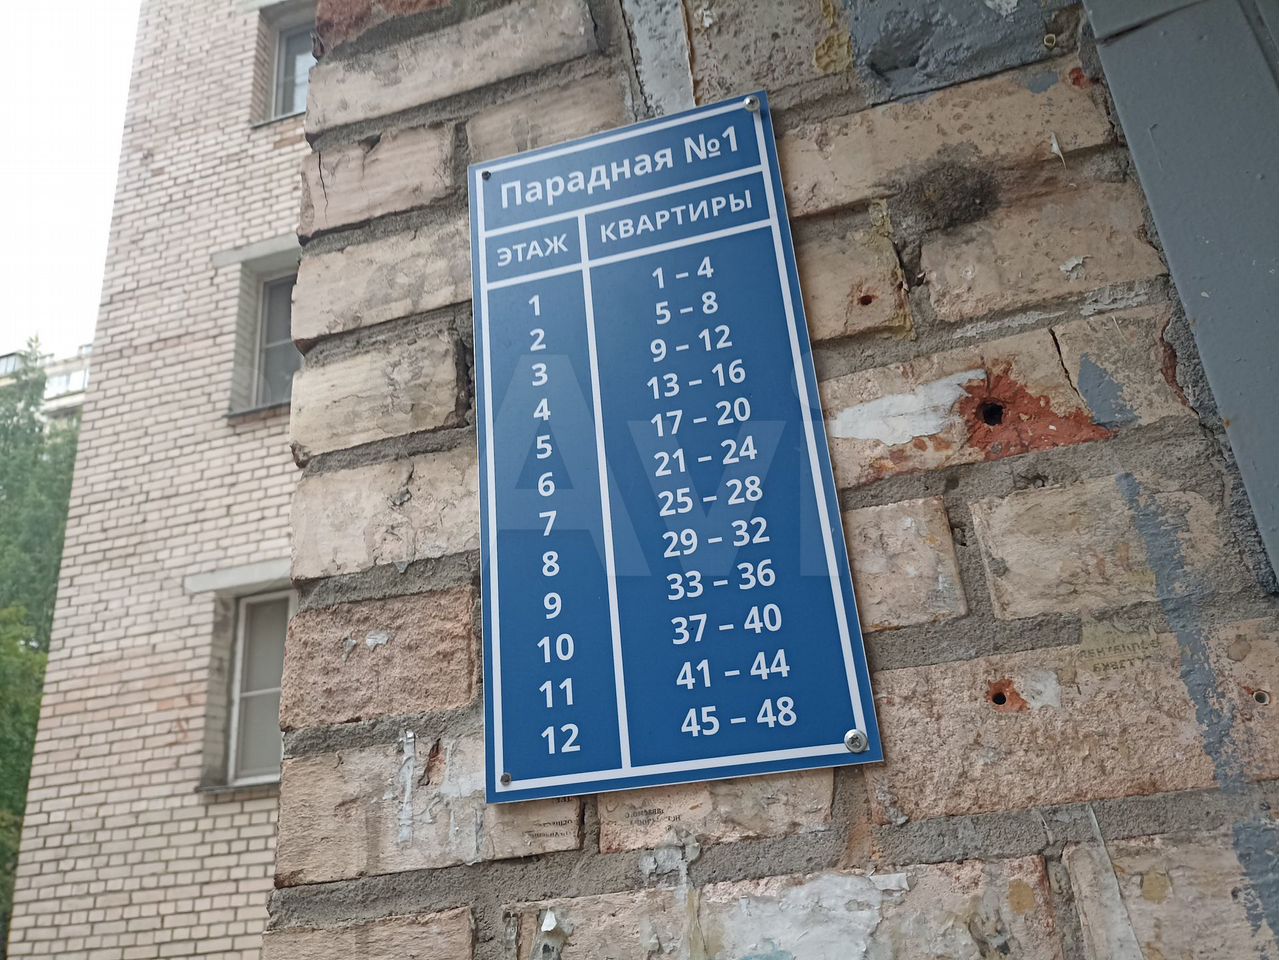 Парадная №1
ЭТАЖ КВАРТИРЫ
1 1 – 4
2 5 – 8
3 9 – 12
4 13 – 16
5 17 – 20
6 21 – 24
7 25 – 28
8 29 – 32
9 33 – 36
10 37 – 40
11 41 – 44
12 45 – 48
Avi